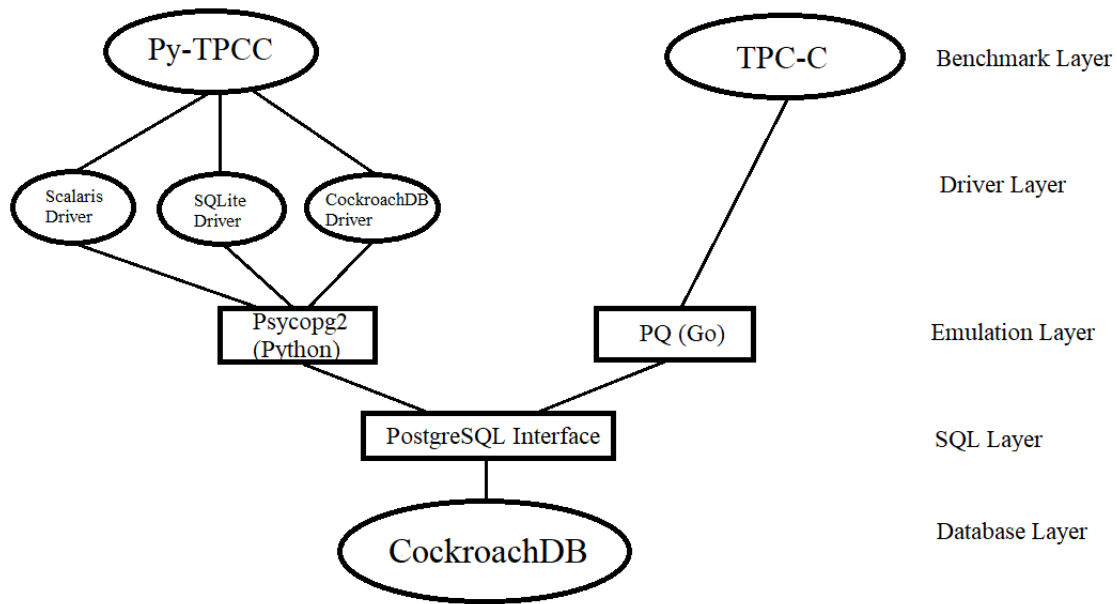 Py-TPCC
TPC-C
Benchmark Layer
Scalaris
Driver
SQLite
Driver
CockroachDB
Driver
Driver Layer
Psycopg2
(Python)
PQ (Go)
Emulation Layer
PostgreSQL Interface
SQL Layer
CockroachDB
Database Layer